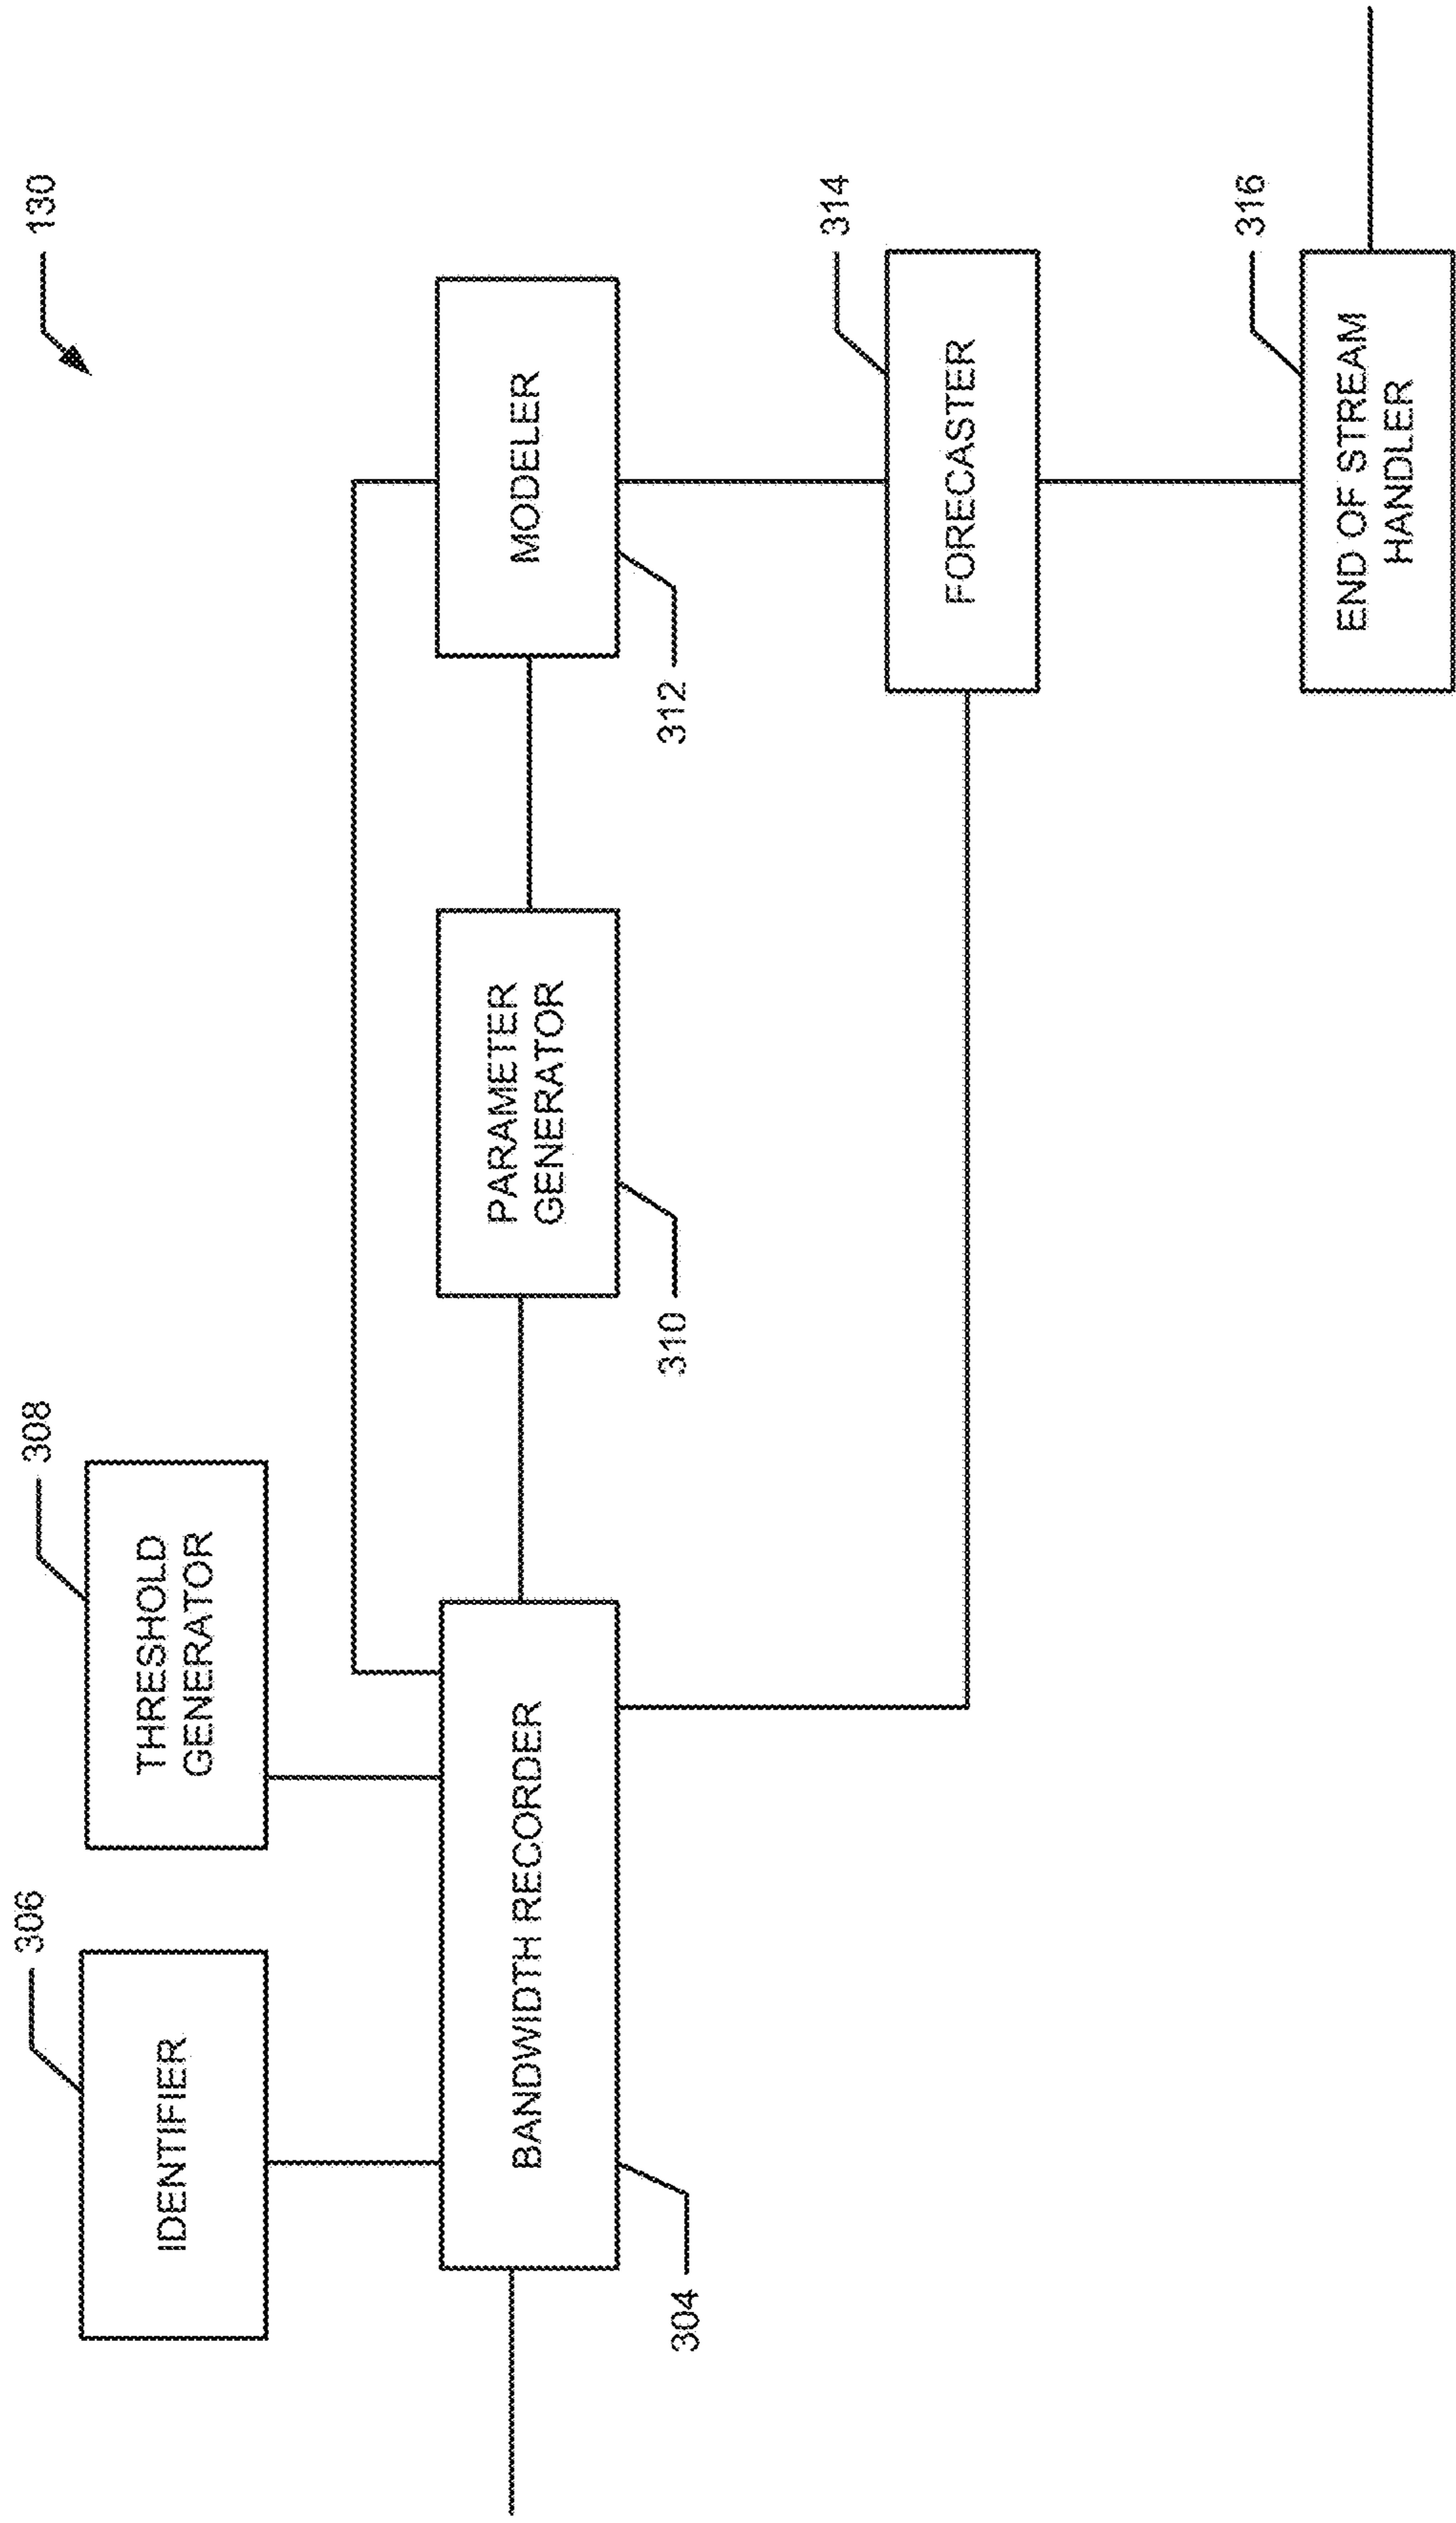 130
306
IDENTIFIER
308
THRESHOLD
GENERATOR
BANDWIDTH RECORDER
304
PARAMETER
GENERATOR
310
MODELER
312
314
FORECASTER
316
END OF STREAM
HANDLER